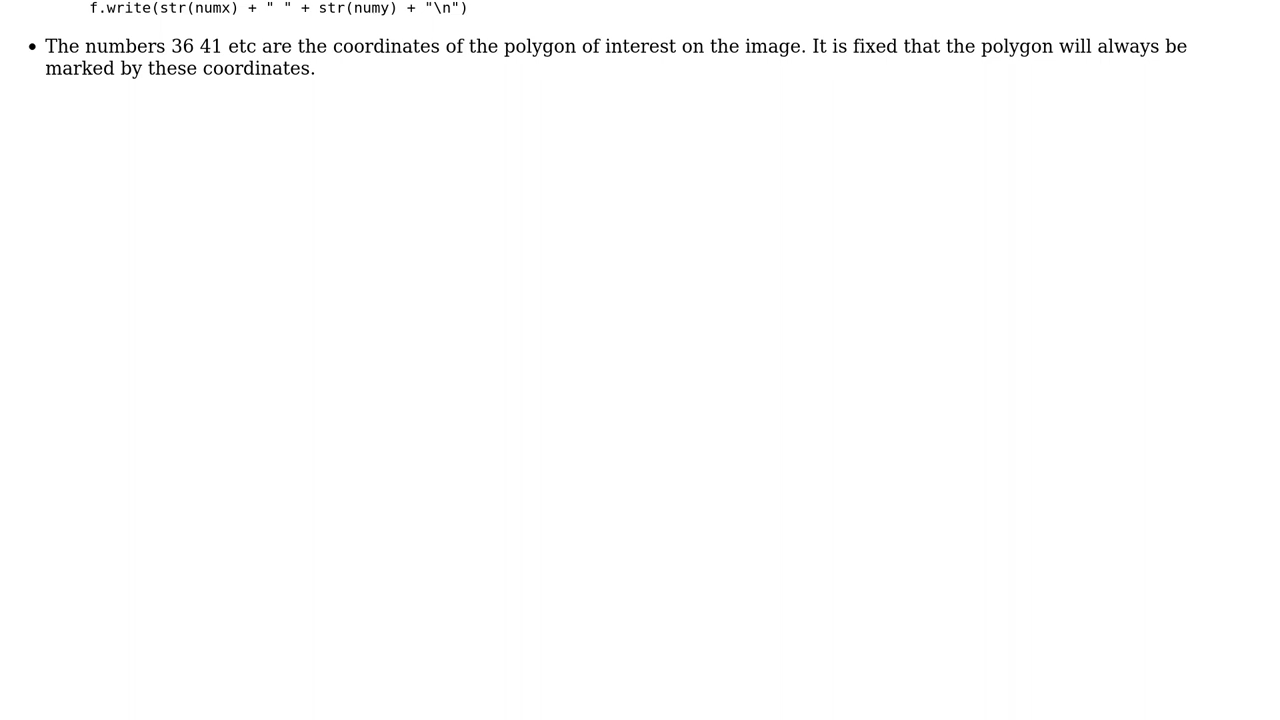 f.write(str(numx) + " " + str(numy) + "\n")
• The numbers 36 41 etc are the coordinates of the polygon of interest on the image. It is fixed that the polygon will always be
marked by these coordinates.